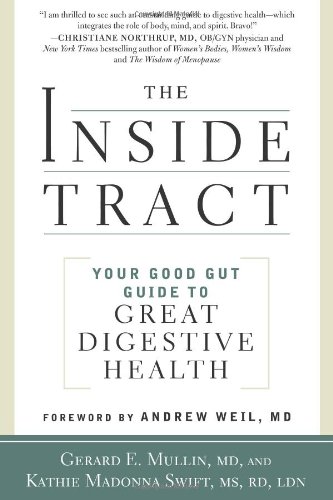 "I am thrilled to see such a consuming guide to digestive health—which
integrates the role of body, mind, and spirit. Bravo!"
—CHRISTIANE NORTHRUP, MD, OB/GYN physician and
New York Times bestselling author of Women's Bodies, Women's Wisdom
and The Wisdom of Menopause
THE
INSIDE
TRACT
YOUR GOOD GUT
GUIDE TO
GREAT
DIGESTIVE
HEALTH
FOREWORD BY ANDREW WEIL, MD
GERARD E. MULLIN, MD, AND
KATHIE MADONNA SWIFT, MS, RD, LDN